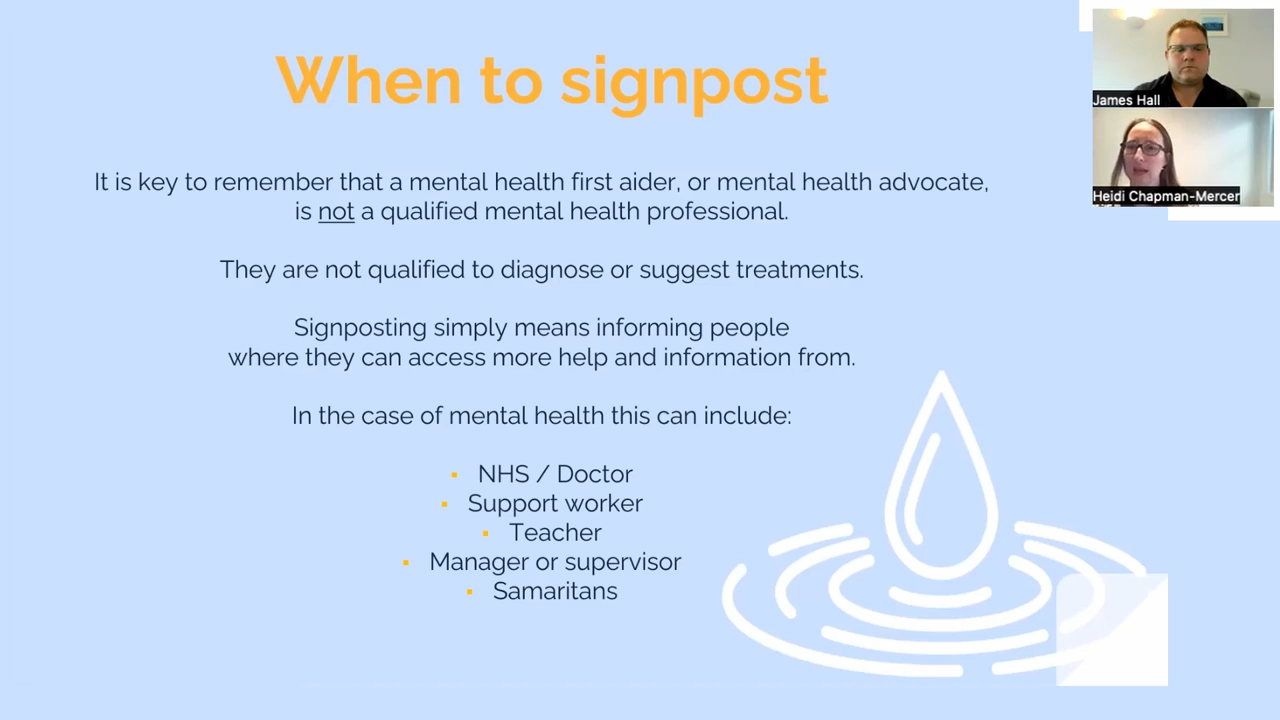 When to signpost
It is key to remember that a mental health first aider, or mental health advocate,
is not a qualified mental health professional.
They are not qualified to diagnose or suggest treatments.
Signposting simply means informing people
where they can access more help and information from.
In the case of mental health this can include:
▪ NHS / Doctor
▪ Support worker
▪ Teacher
▪ Manager or supervisor
▪ Samaritans
James Hall
Heidi Chapman-Mercer